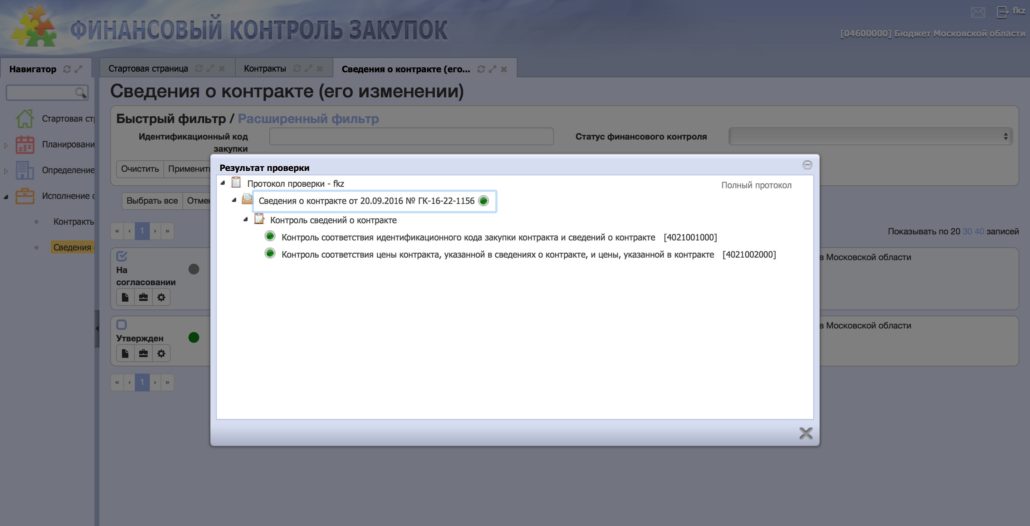 ФИНАНСОВЫЙ КОНТРОЛЬ ЗАКУПОК
fkz
[04600000] Бюджет Московской области
Навигатор
Стартовая страница
Контракты
Сведения о контракте (его...
Сведения о контракте (его изменении)
Стартовая ст
Планировани
Определение
Исполнение
Контракты
Сведения
Быстрый фильтр / Расширенный фильтр
Идентификационный код закупки
Статус финансового контроля
Очистить
Применит
Выбрать все
Отме
« ‹ 1 › »
Показывать по 20 30 40 записей
На согласовании
в Московской области
Утвержден
в Московской области
« ‹ 1 › »
Результат проверки
Протокол проверки - fkz
Полный протокол
Сведения о контракте от 20.09.2016 № ГК-16-22-1156
Контроль сведений о контракте
Контроль соответствия идентификационного кода закупки контракта и сведений о контракте [4021001000]
Контроль соответствия цены контракта, указанной в сведениях о контракте, и цены, указанной в контракте [4021002000]